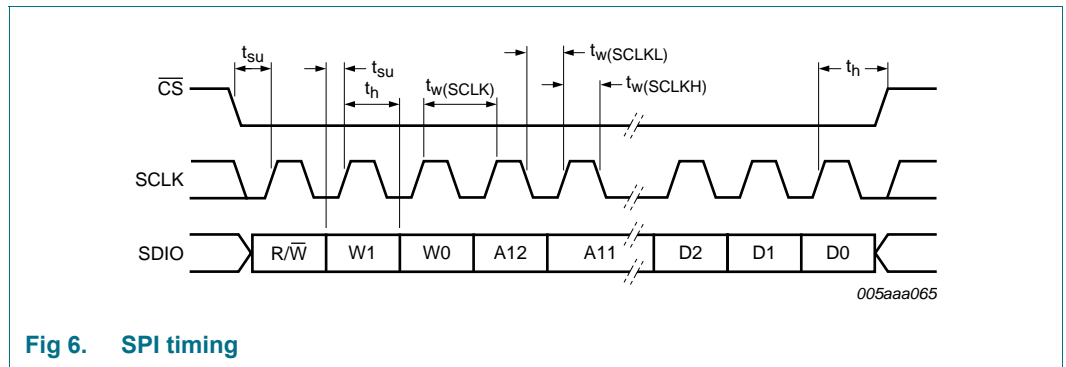 tsu
tsu
th
tw(SCLK)
tw(SCLKL)
tw(SCLKH)
th
C̅S̅
SCLK
SDIO
R/W̅ W1 W0 A12 A11 D2 D1 D0
005aaa065
Fig 6. SPI timing